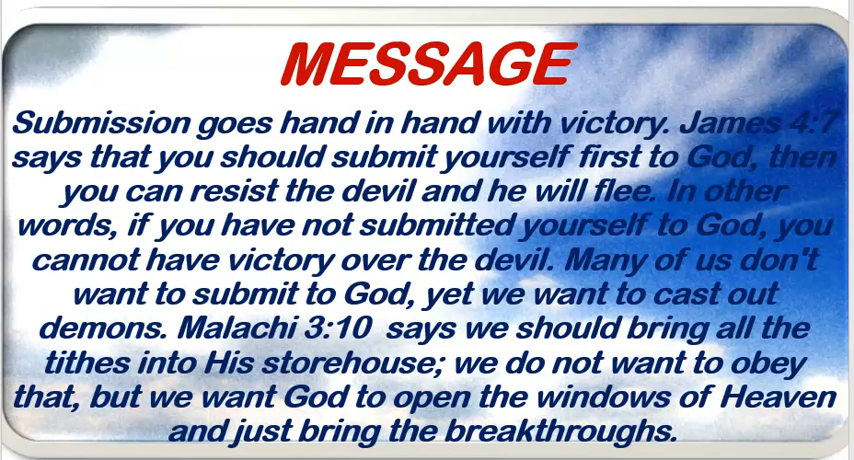 MESSAGE
Submission goes hand in hand with victory. James 4:7
says that you should submit yourself first to God, then
you can resist the devil and he will flee. In other
words, if you have not submitted yourself to God, you
cannot have victory over the devil. Many of us don't
want to submit to God, yet we want to cast out
demons. Malachi 3:10 says we should bring all the
tithes into His storehouse; we do not want to obey
that, but we want God to open the windows of Heaven
and just bring the breakthroughs.